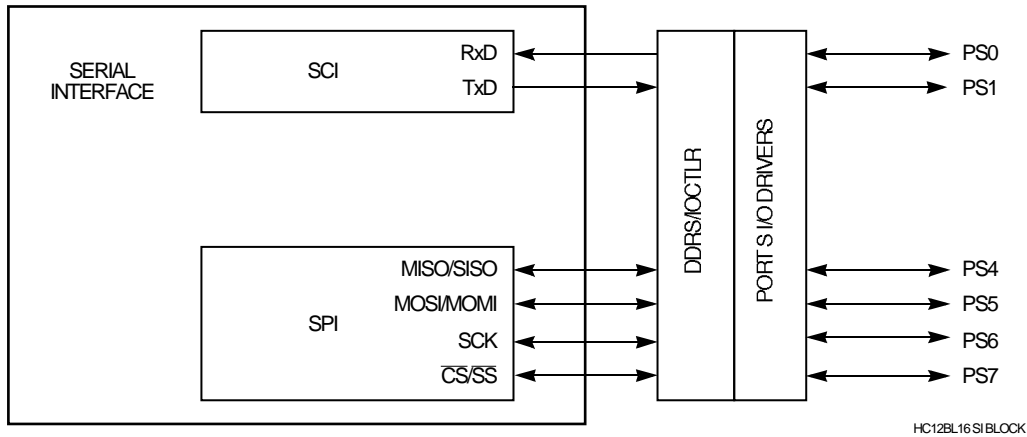 SERIAL
INTERFACE
SCI
RxD
TxD
SPI
MISO/SISO
MOSI/MOMI
SCK
CS/SS
DDRS/IOCTLR
PORT S I/O DRIVERS
PS0
PS1
PS4
PS5
PS6
PS7
HC12BL16 SI BLOCK